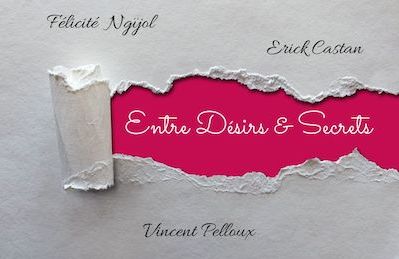 Félicité Ngijol
Erick Castan
Entre Désirs & Secrets
Vincent Pelloux